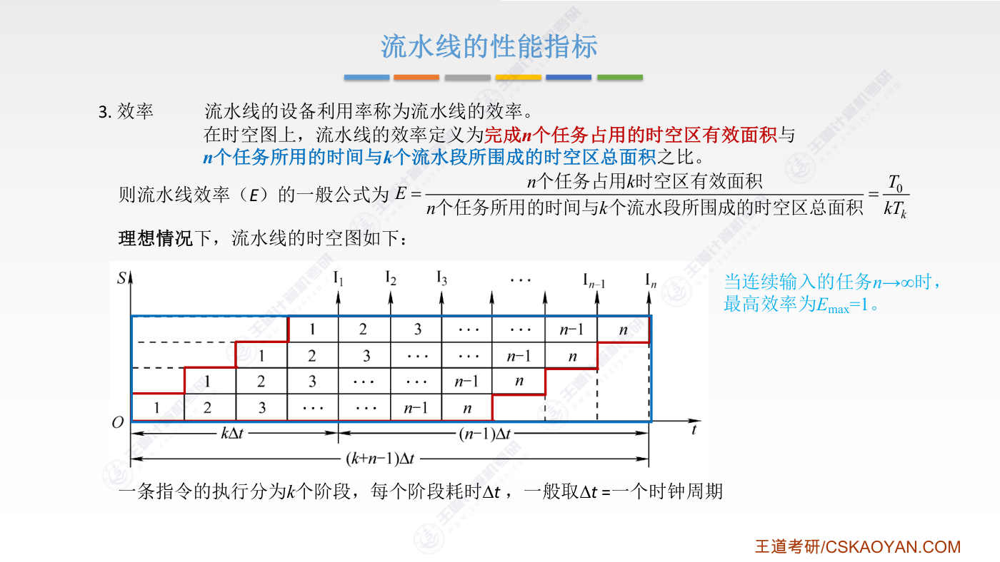 流水线的性能指标
3. 效率 流水线的设备利用率称为流水线的效率。
在时空图上，流水线的效率定义为完成n个任务占用的时空区有效面积与
n个任务所用的时间与k个流水段所围成的时空区总面积之比。
则流水线效率（E）的一般公式为 E = n个任务占用k时空区有效面积 / n个任务所用的时间与k个流水段所围成的时空区总面积 = T₀ / kTₖ
理想情况下，流水线的时空图如下：
当连续输入的任务n→∞时，
最高效率为Emax=1。
S I₁ I₂ I₃ ··· Iₙ₋₁ Iₙ
1 2 3 ··· ··· n−1 n
1 2 3 ··· ··· n−1 n
1 2 3 ··· ··· n−1 n
1 2 3 ··· ··· n−1 n
O kΔt (n−1)Δt t
(k+n−1)Δt
一条指令的执行分为k个阶段，每个阶段耗时Δt ，一般取Δt =一个时钟周期
王道考研/CSKAOYAN.COM